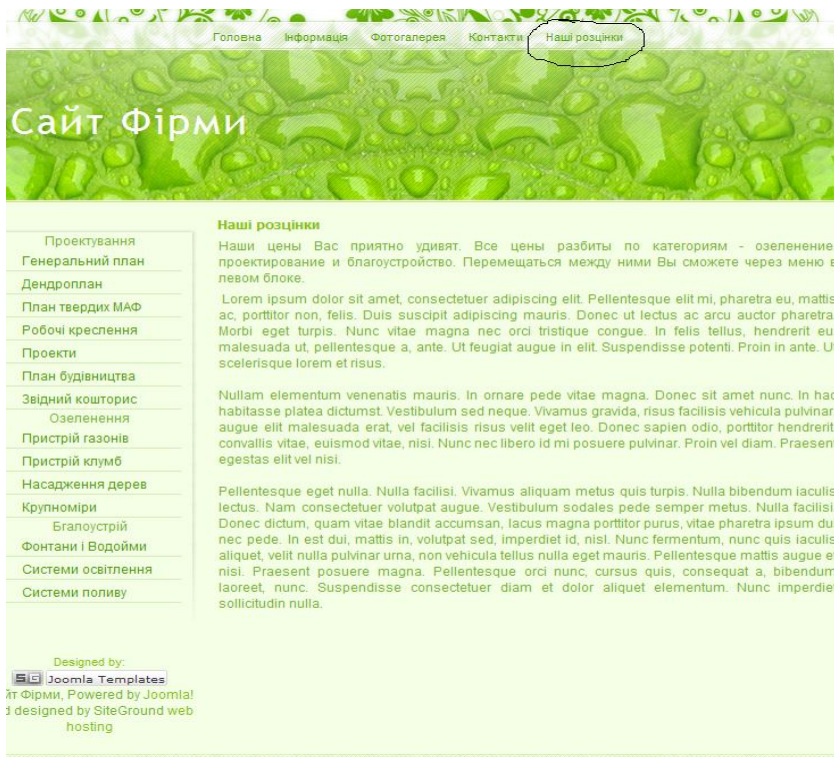 Головна Інформація Фотогалерея Контакти Наші розцінки
Сайт Фірми
Проектування
Генеральний план
Дендроплан
План твердих МАФ
Робочі креслення
Проекти
План будівництва
Звідний кошторис
Озеленення
Пристрій газонів
Пристрій клумб
Насадження дерев
Крупноміри
Бгалоустрій
Фонтани і Водойми
Системи освітлення
Системи поливу
Designed by:
SG Joomla Templates
йт Фірми, Powered by Joomla!
d designed by SiteGround web
hosting
Наші розцінки
Наши цены Вас приятно удивят. Все цены разбиты по категориям - озеленение,
проектирование и благоустройство. Перемещаться между ними Вы сможете через меню в
левом блоке.
Lorem ipsum dolor sit amet, consectetuer adipiscing elit. Pellentesque elit mi, pharetra eu, mattis
ac, porttitor non, felis. Duis suscipit adipiscing mauris. Donec ut lectus ac arcu auctor pharetra.
Morbi eget turpis. Nunc vitae magna nec orci tristique congue. In felis tellus, hendrerit eu,
malesuada ut, pellentesque a, ante. Ut feugiat augue in elit. Suspendisse potenti. Proin in ante. Ut
scelerisque lorem et risus.
Nullam elementum venenatis mauris. In ornare pede vitae magna. Donec sit amet nunc. In hac
habitasse platea dictumst. Vestibulum sed neque. Vivamus gravida, risus facilisis vehicula pulvinar,
augue elit malesuada erat, vel facilisis risus velit eget leo. Donec sapien odio, porttitor hendrerit,
convallis vitae, euismod vitae, nisi. Nunc nec libero id mi posuere pulvinar. Proin vel diam. Praesent
egestas elit vel nisi.
Pellentesque eget nulla. Nulla facilisi. Vivamus aliquam metus quis turpis. Nulla bibendum iaculis
lectus. Nam consectetuer volutpat augue. Vestibulum sodales pede semper metus. Nulla facilisi.
Donec dictum, quam vitae blandit accumsan, lacus magna porttitor purus, vitae pharetra ipsum dui
nec pede. In est dui, mattis in, volutpat sed, imperdiet id, nisl. Nunc fermentum, nunc quis iaculis
aliquet, velit nulla pulvinar urna, non vehicula tellus nulla eget mauris. Pellentesque mattis augue et
nisi. Praesent posuere magna. Pellentesque orci nunc, cursus quis, consequat a, bibendum
laoreet, nunc. Suspendisse consectetuer diam et dolor aliquet elementum. Nunc imperdiet
sollicitudin nulla.